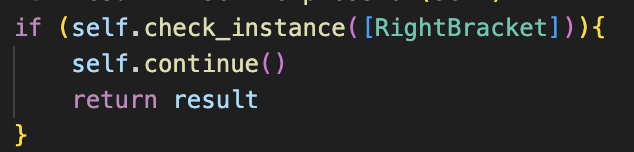 if (self.check_instance([RightBracket])){
    self.continue()
    return result
}